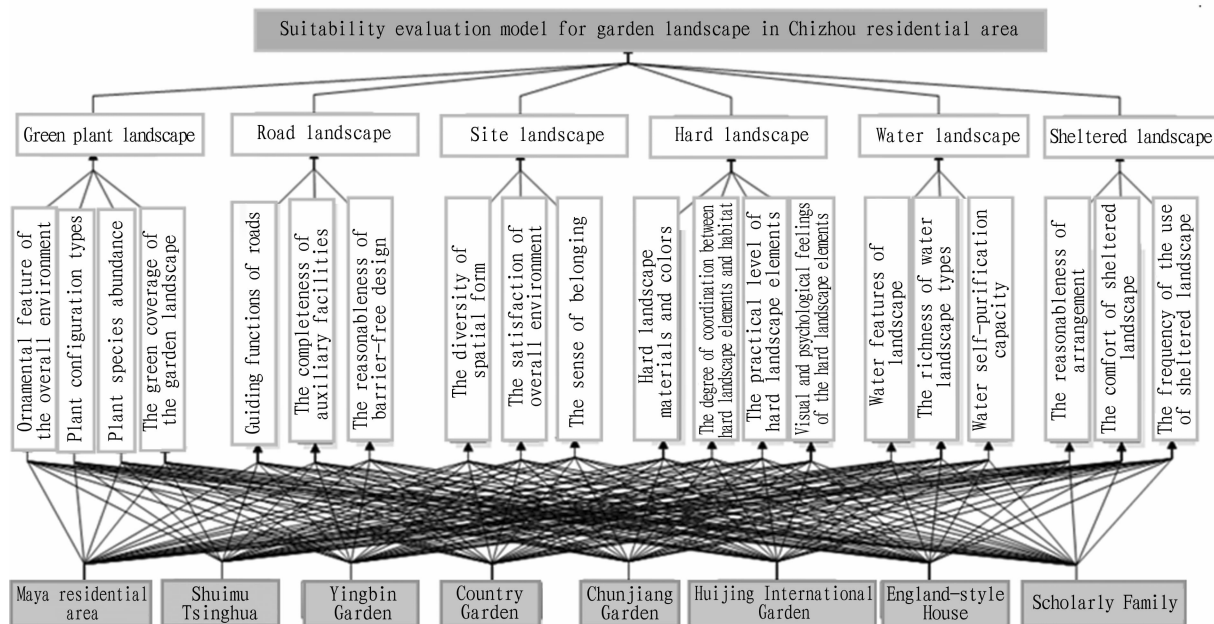 Suitability evaluation model for garden landscape in Chizhou residential area
Green plant landscape
Road landscape
Site landscape
Hard landscape
Water landscape
Sheltered landscape
Ornamental feature of
the overall environment
Plant configuration types
Plant species abundance
The green coverage of
the garden landscape
Guiding functions of roads
The completeness of
auxiliary facilities
The reasonableness of
barrier-free design
The diversity of
spatial form
The satisfaction of
overall environment
The sense of belonging
Hard landscape
materials and colors
The degree of coordination between
hard landscape elements and habitat
The practical level of
hard landscape elements
Visual and psychological feelings
of the hard landscape elements
Water features of
landscape
The richness of water
landscape types
Water self-purification
capacity
The reasonableness of
arrangement
The comfort of sheltered
landscape
The frequency of the use
of sheltered landscape
Maya residential
area
Shuimu
Tsinghua
Yingbin
Garden
Country
Garden
Chunjiang
Garden
Huijing International
Garden
England-style
House
Scholarly Family